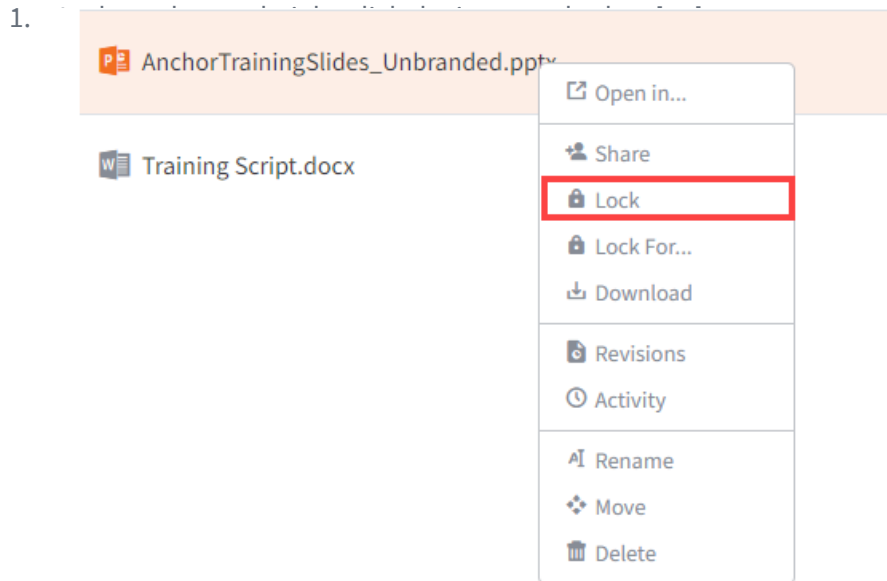 1.
AnchorTrainingSlides_Unbranded.pptx
Open in...
Share
Training Script.docx
Lock
Lock For...
Download
Revisions
Activity
Rename
Move
Delete